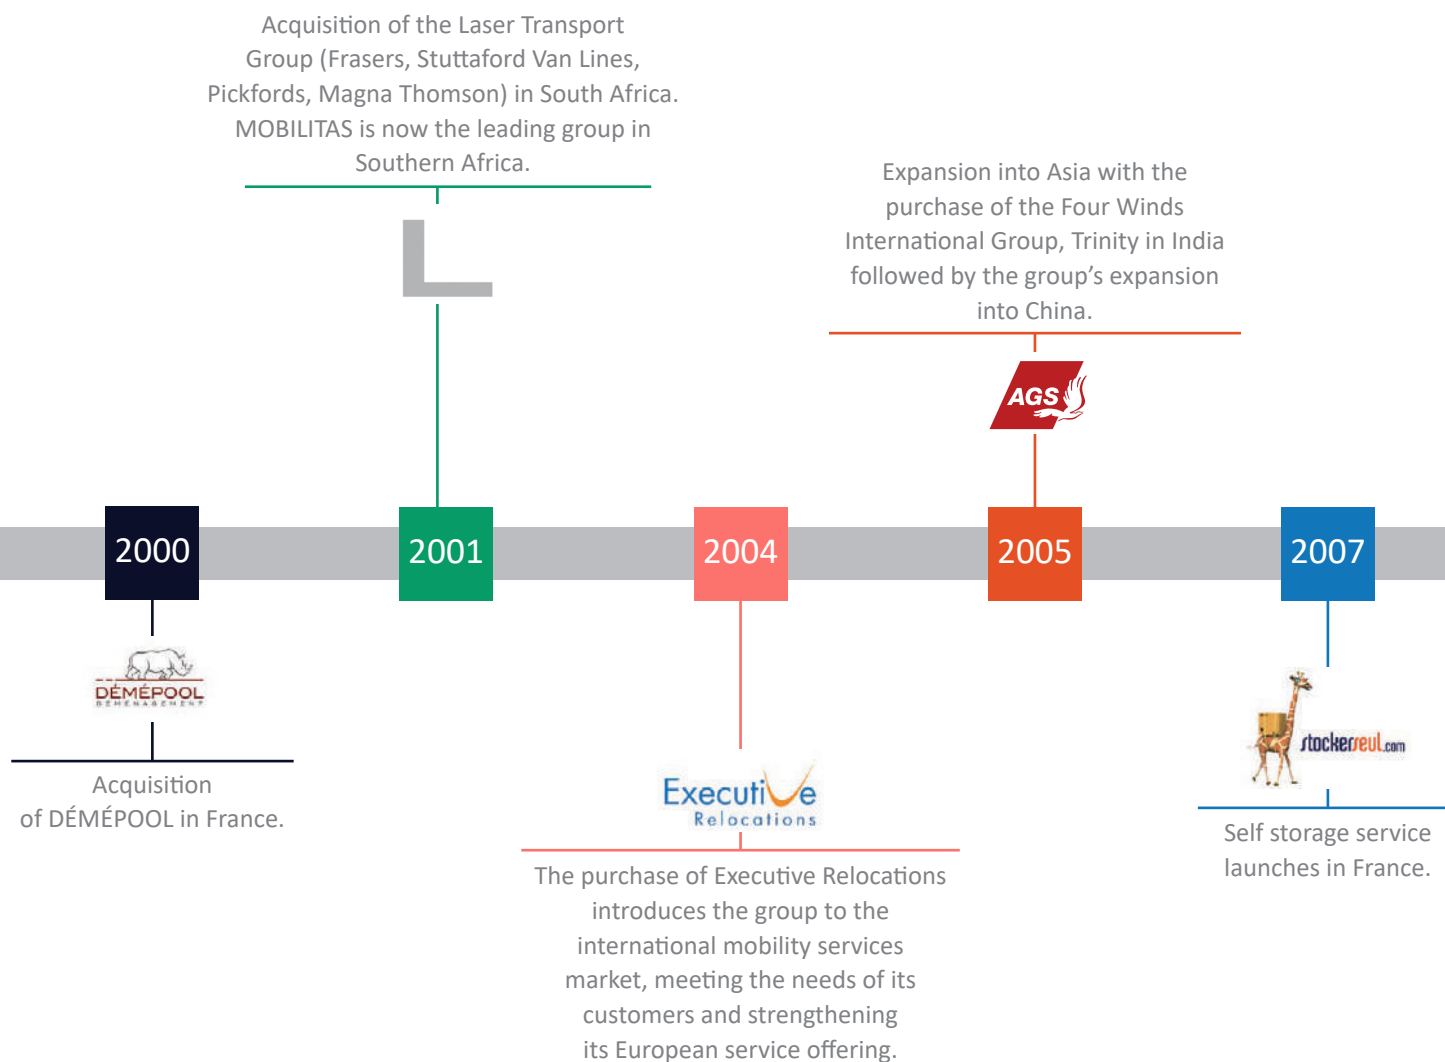 Acquisition of the Laser Transport
Group (Frasers, Stuttaford Van Lines,
Pickfords, Magna Thomson) in South Africa.
MOBILITAS is now the leading group in
Southern Africa.
L
Expansion into Asia with the
purchase of the Four Winds
International Group, Trinity in India
followed by the group's expansion
into China.
AGS
2000
2001
2004
2005
2007
DÉMÉPOOL
DÉMÉNAGEMENT
Acquisition
of DÉMÉPOOL in France.
Executive
Relocations
The purchase of Executive Relocations
introduces the group to the
international mobility services
market, meeting the needs of its
customers and strengthening
its European service offering.
stockerseul.com
Self storage service
launches in France.